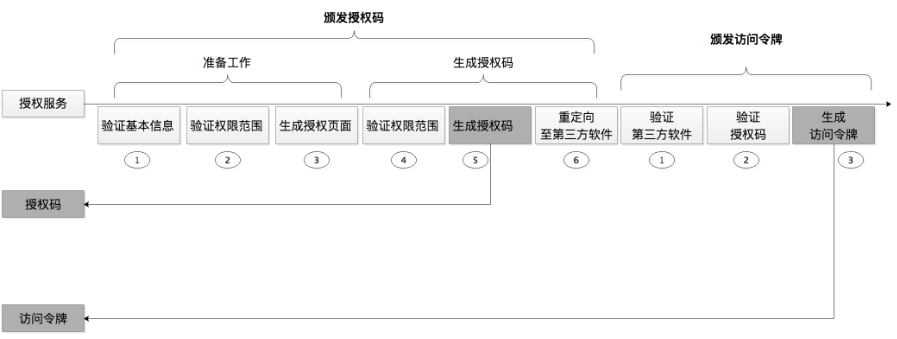 颁发授权码
颁发访问令牌
准备工作
生成授权码
授权服务
验证基本信息
验证权限范围
生成授权页面
验证权限范围
生成授权码
重定向
至第三方软件
验证
第三方软件
验证
授权码
生成
访问令牌
1
2
3
4
5
6
1
2
3
授权码
访问令牌